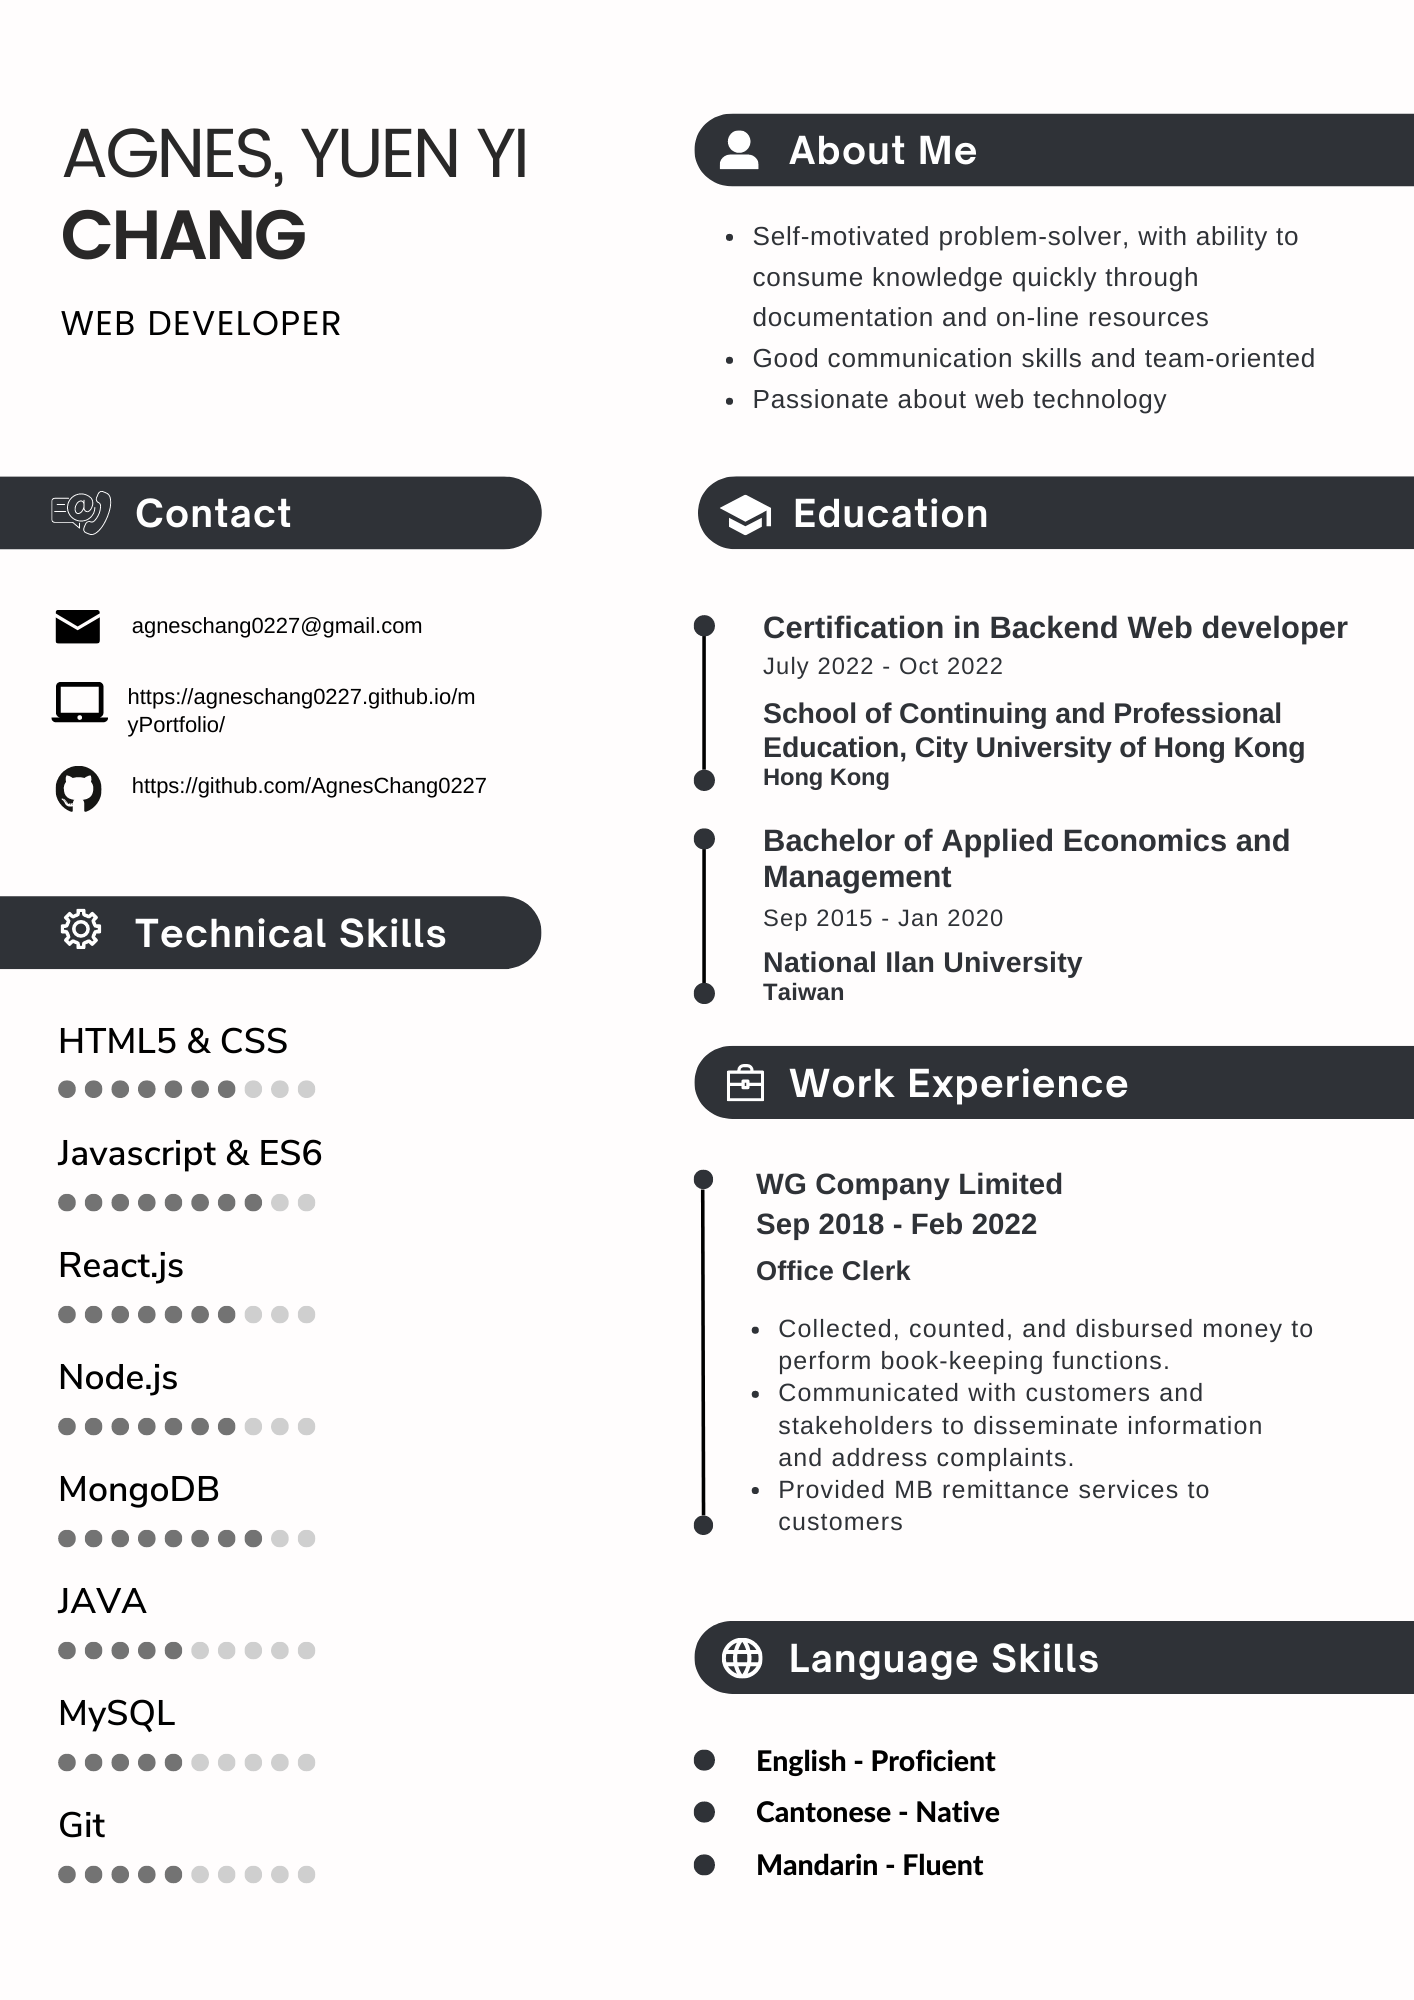 AGNES, YUEN YI
CHANG
WEB DEVELOPER
Contact
agneschang0227@gmail.com
https://agneschang0227.github.io/m
yPortfolio/
https://github.com/AgnesChang0227
Technical Skills
HTML5 & CSS
Javascript & ES6
React.js
Node.js
MongoDB
JAVA
MySQL
Git
About Me
• Self-motivated problem-solver, with ability to
consume knowledge quickly through
documentation and on-line resources
• Good communication skills and team-oriented
• Passionate about web technology
Education
Certification in Backend Web developer
July 2022 - Oct 2022
School of Continuing and Professional
Education, City University of Hong Kong
Hong Kong
Bachelor of Applied Economics and
Management
Sep 2015 - Jan 2020
National Ilan University
Taiwan
Work Experience
WG Company Limited
Sep 2018 - Feb 2022
Office Clerk
• Collected, counted, and disbursed money to
perform book-keeping functions.
• Communicated with customers and
stakeholders to disseminate information
and address complaints.
• Provided MB remittance services to
customers
Language Skills
English - Proficient
Cantonese - Native
Mandarin - Fluent